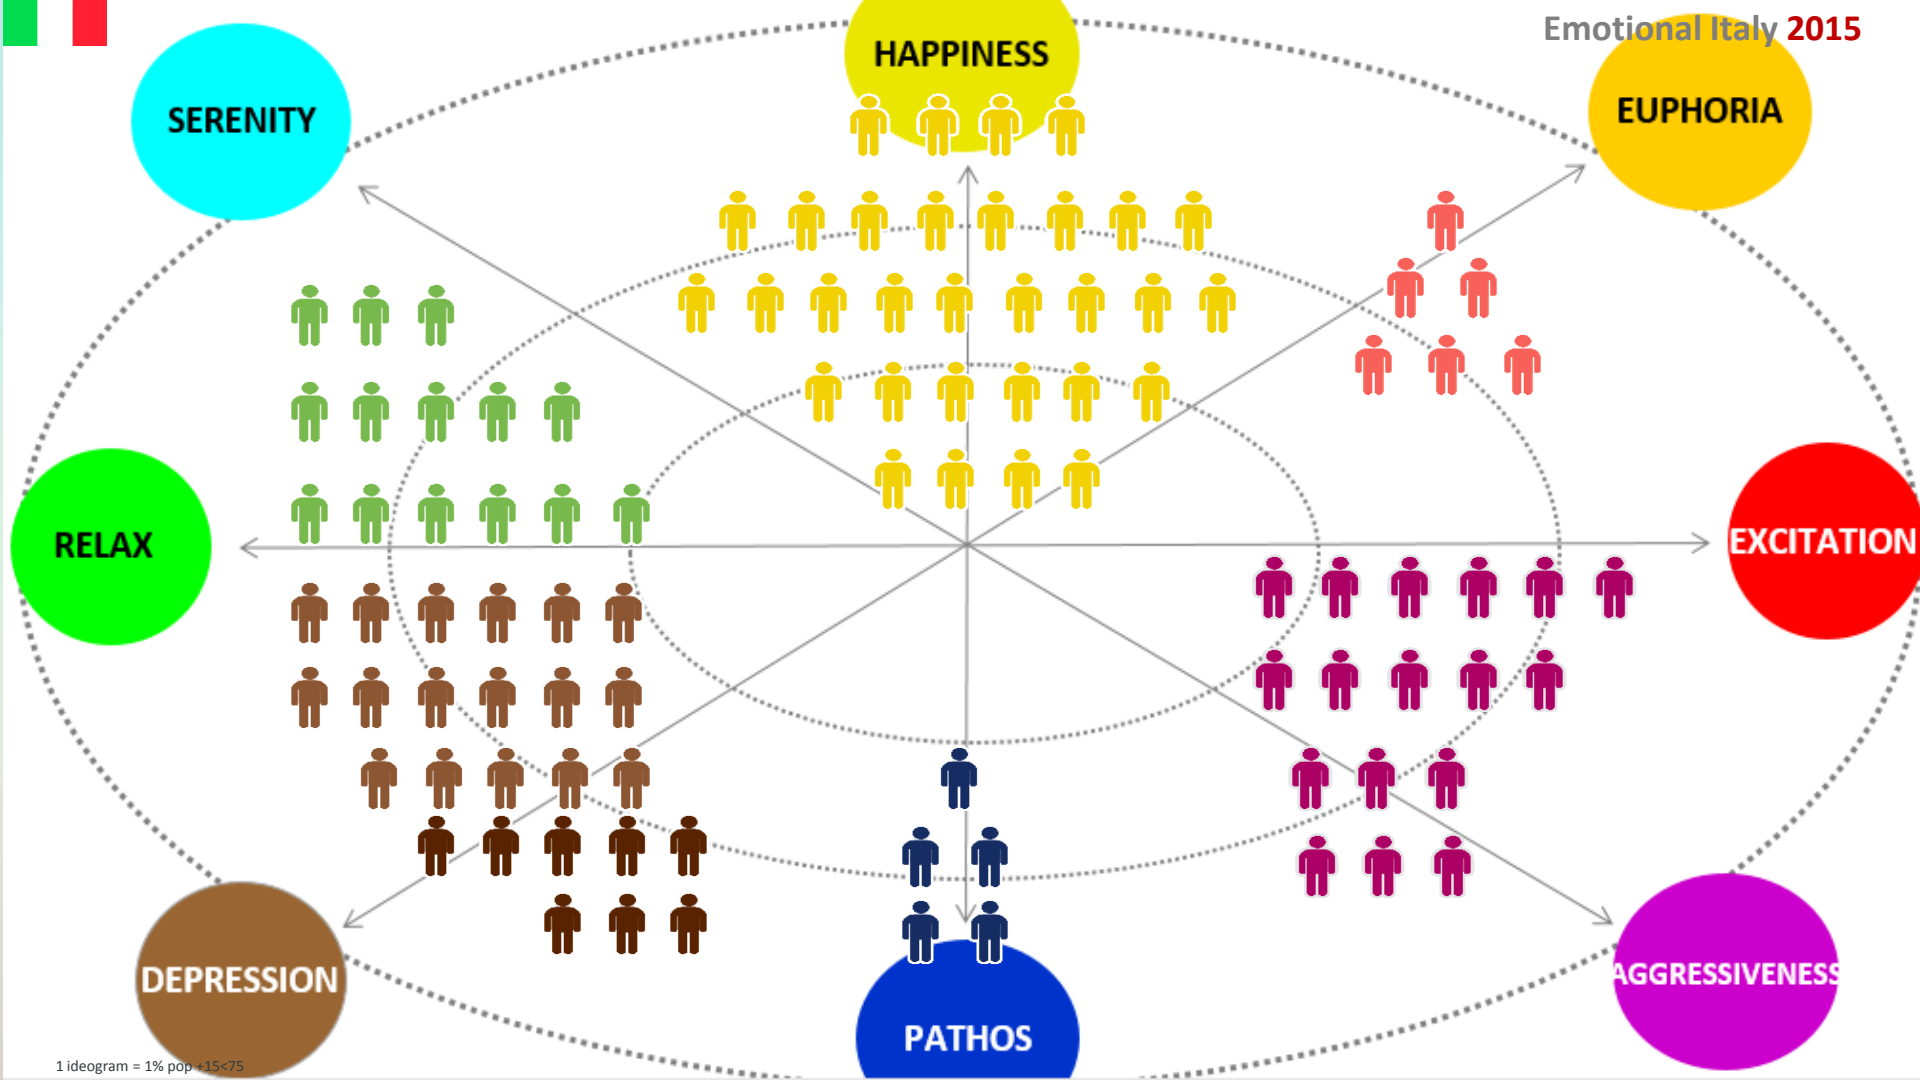 Emotional Italy 2015
HAPPINESS
SERENITY
EUPHORIA
RELAX
EXCITATION
DEPRESSION
AGGRESSIVENESS
PATHOS
1 ideogram = 1% pop +15<75